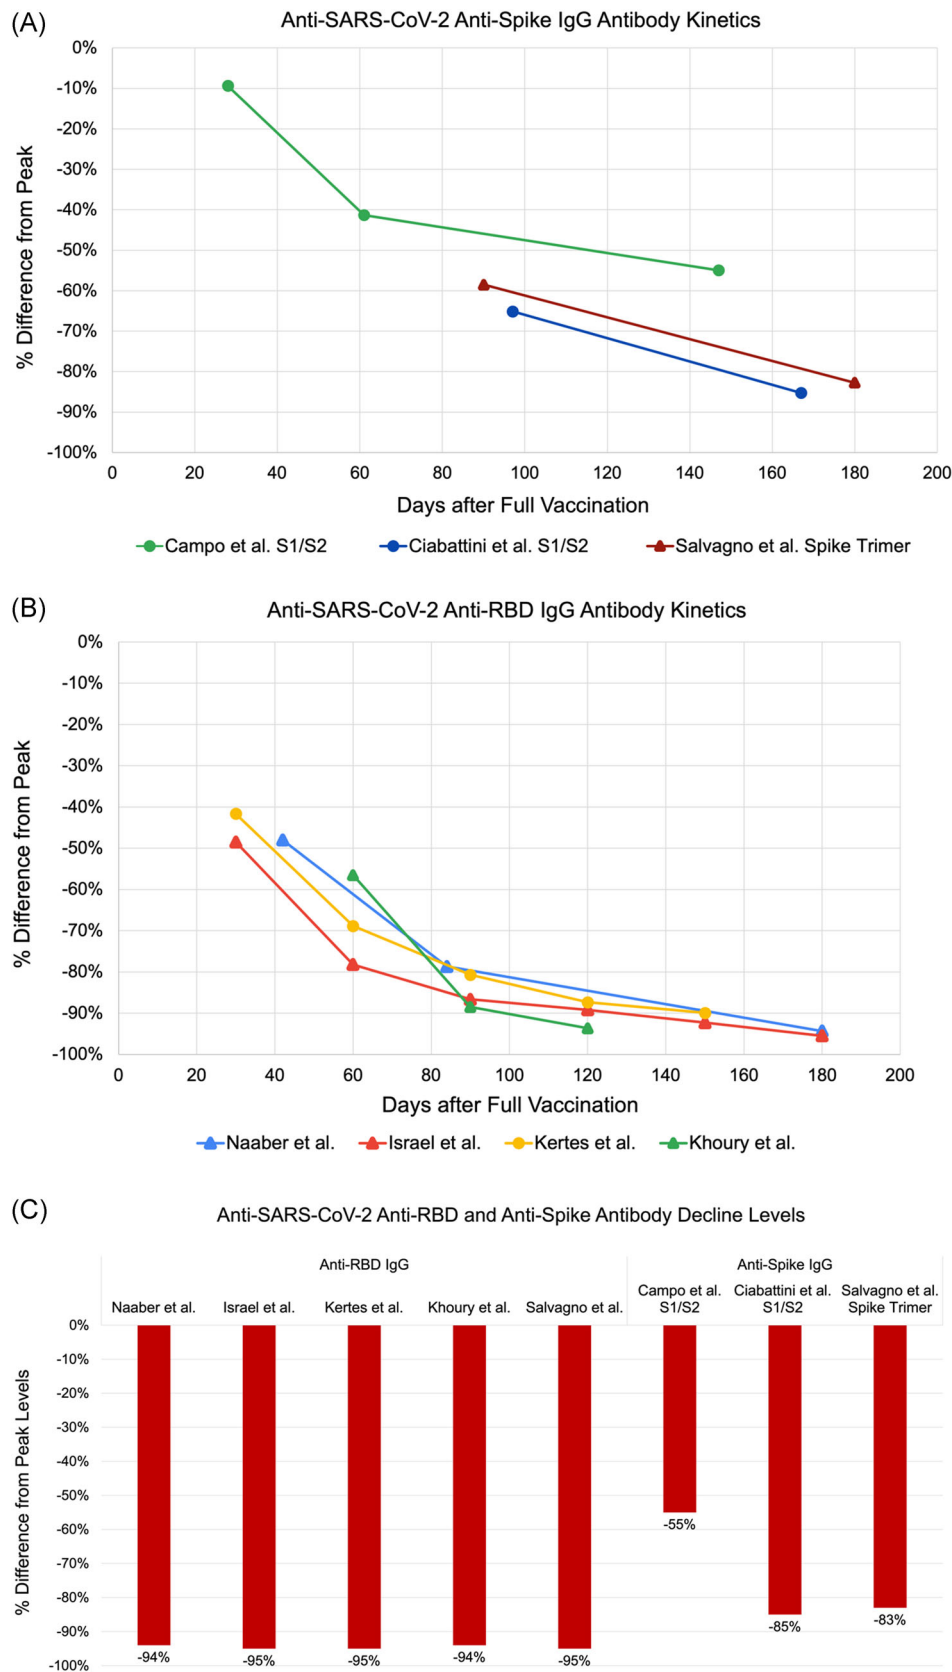 (A)
Anti-SARS-CoV-2 Anti-Spike IgG Antibody Kinetics
% Difference from Peak
0%
-10%
-20%
-30%
-40%
-50%
-60%
-70%
-80%
-90%
-100%
0 20 40 60 80 100 120 140 160 180 200
Days after Full Vaccination
Campo et al. S1/S2 Ciabattini et al. S1/S2 Salvagno et al. Spike Trimer
(B)
Anti-SARS-CoV-2 Anti-RBD IgG Antibody Kinetics
% Difference from Peak
0%
-10%
-20%
-30%
-40%
-50%
-60%
-70%
-80%
-90%
-100%
0 20 40 60 80 100 120 140 160 180 200
Days after Full Vaccination
Naaber et al. Israel et al. Kertes et al. Khoury et al.
(C)
Anti-SARS-CoV-2 Anti-RBD and Anti-Spike Antibody Decline Levels
Anti-RBD IgG Anti-Spike IgG
Naaber et al. Israel et al. Kertes et al. Khoury et al. Salvagno et al. Campo et al. S1/S2 Ciabattini et al. S1/S2 Salvagno et al. Spike Trimer
% Difference from Peak Levels
0%
-10%
-20%
-30%
-40%
-50%
-60%
-70%
-80%
-90%
-100%
-94% -95% -95% -94% -95% -55% -85% -83%